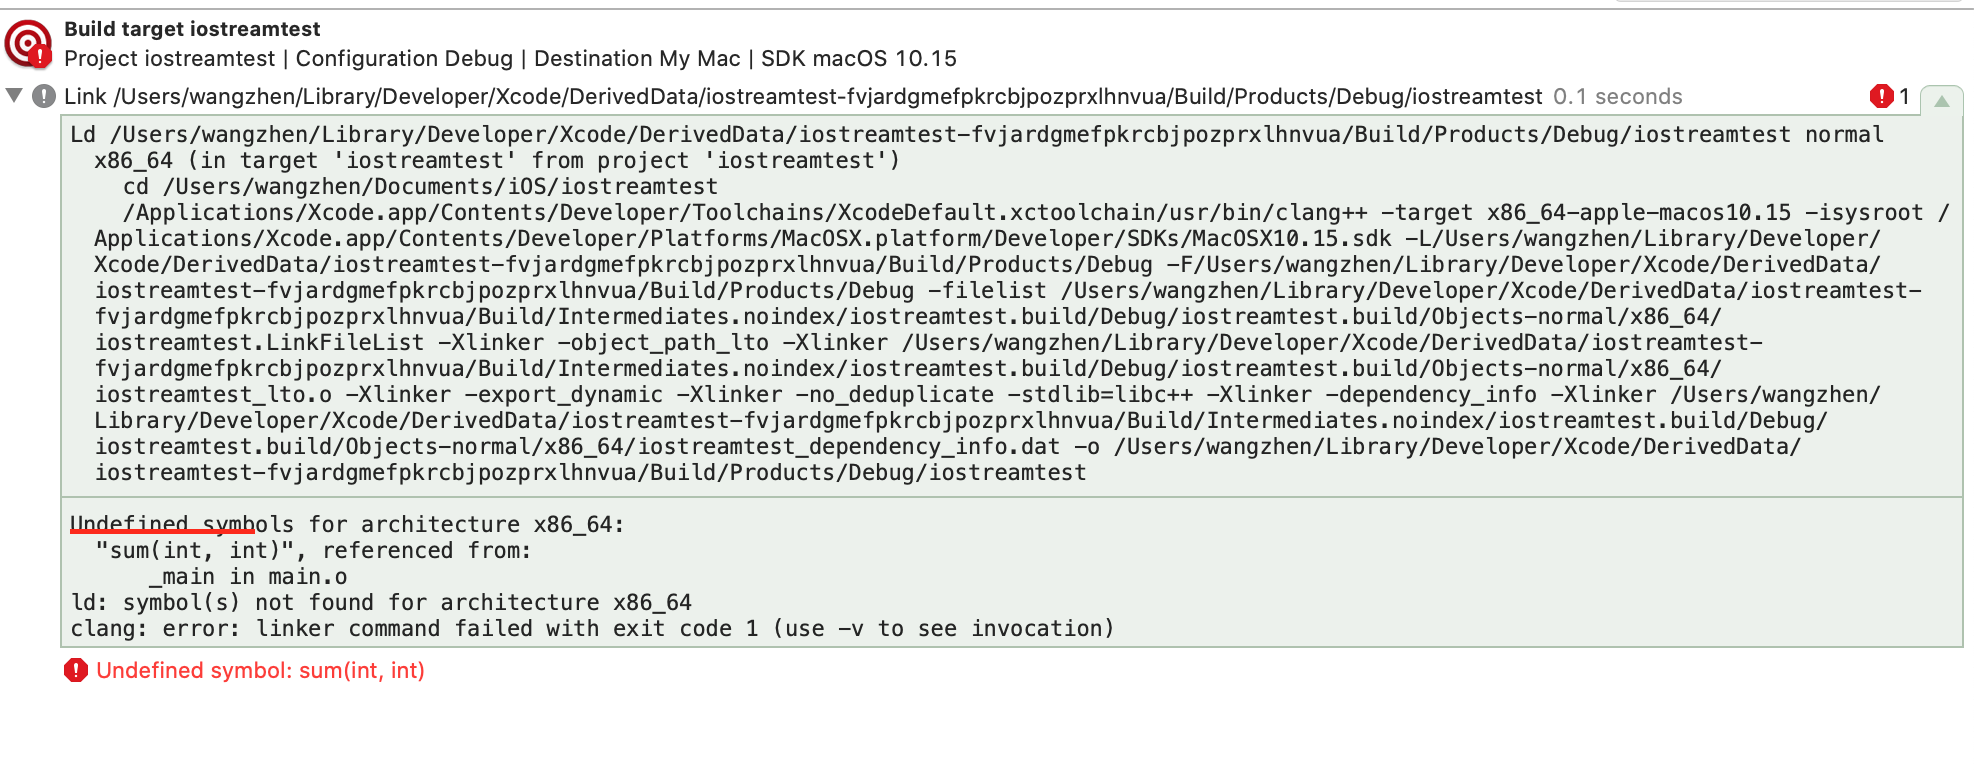 Build target iostreamtest
Project iostreamtest | Configuration Debug | Destination My Mac | SDK macOS 10.15
Link /Users/wangzhen/Library/Developer/Xcode/DerivedData/iostreamtest-fvjardgmefpkrcbjpozprxlhnvua/Build/Products/Debug/iostreamtest 0.1 seconds 1
Ld /Users/wangzhen/Library/Developer/Xcode/DerivedData/iostreamtest-fvjardgmefpkrcbjpozprxlhnvua/Build/Products/Debug/iostreamtest normal
x86_64 (in target 'iostreamtest' from project 'iostreamtest')
cd /Users/wangzhen/Documents/iOS/iostreamtest
/Applications/Xcode.app/Contents/Developer/Toolchains/XcodeDefault.xctoolchain/usr/bin/clang++ -target x86_64-apple-macos10.15 -isysroot /
Applications/Xcode.app/Contents/Developer/Platforms/MacOSX.platform/Developer/SDKs/MacOSX10.15.sdk -L/Users/wangzhen/Library/Developer/
Xcode/DerivedData/iostreamtest-fvjardgmefpkrcbjpozprxlhnvua/Build/Products/Debug -F/Users/wangzhen/Library/Developer/Xcode/DerivedData/
iostreamtest-fvjardgmefpkrcbjpozprxlhnvua/Build/Products/Debug -filelist /Users/wangzhen/Library/Developer/Xcode/DerivedData/iostreamtest-
fvjardgmefpkrcbjpozprxlhnvua/Build/Intermediates.noindex/iostreamtest.build/Debug/iostreamtest.build/Objects-normal/x86_64/
iostreamtest.LinkFileList -Xlinker -object_path_lto -Xlinker /Users/wangzhen/Library/Developer/Xcode/DerivedData/iostreamtest-
fvjardgmefpkrcbjpozprxlhnvua/Build/Intermediates.noindex/iostreamtest.build/Debug/iostreamtest.build/Objects-normal/x86_64/
iostreamtest_lto.o -Xlinker -export_dynamic -Xlinker -no_deduplicate -stdlib=libc++ -Xlinker -dependency_info -Xlinker /Users/wangzhen/
Library/Developer/Xcode/DerivedData/iostreamtest-fvjardgmefpkrcbjpozprxlhnvua/Build/Intermediates.noindex/iostreamtest.build/Debug/
iostreamtest.build/Objects-normal/x86_64/iostreamtest_dependency_info.dat -o /Users/wangzhen/Library/Developer/Xcode/DerivedData/
iostreamtest-fvjardgmefpkrcbjpozprxlhnvua/Build/Products/Debug/iostreamtest
Undefined symbols for architecture x86_64:
"sum(int, int)", referenced from:
_main in main.o
ld: symbol(s) not found for architecture x86_64
clang: error: linker command failed with exit code 1 (use -v to see invocation)
Undefined symbol: sum(int, int)